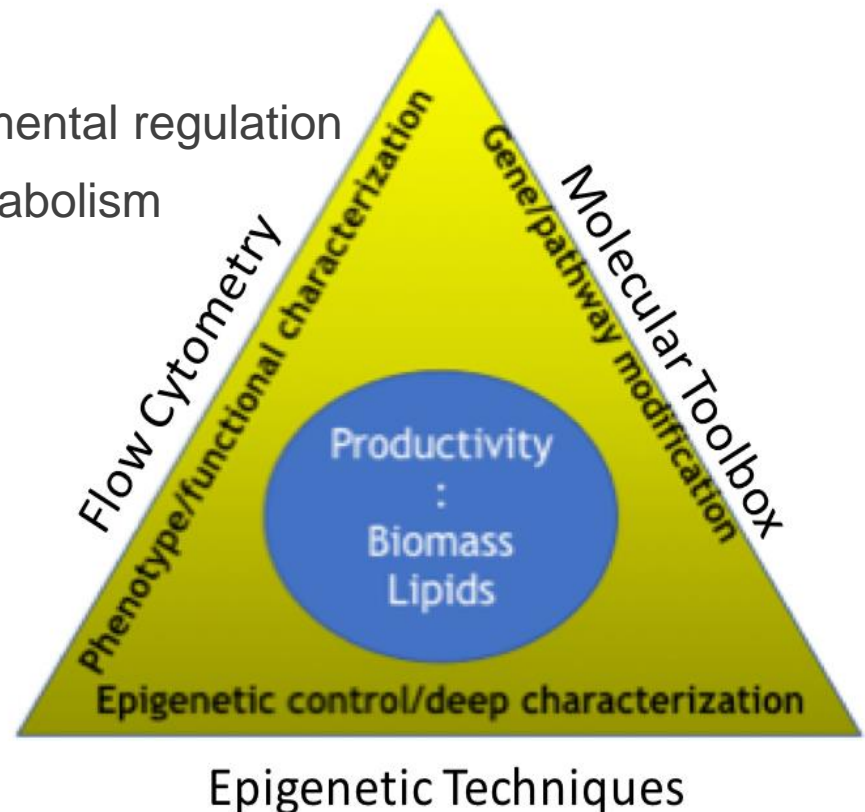 mental regulation
abolism
Flow Cytometry
Phenotype/functional characterization
Gene/pathway modification
Molecular Toolbox
Productivity
:
Biomass
Lipids
Epigenetic control/deep characterization
Epigenetic Techniques